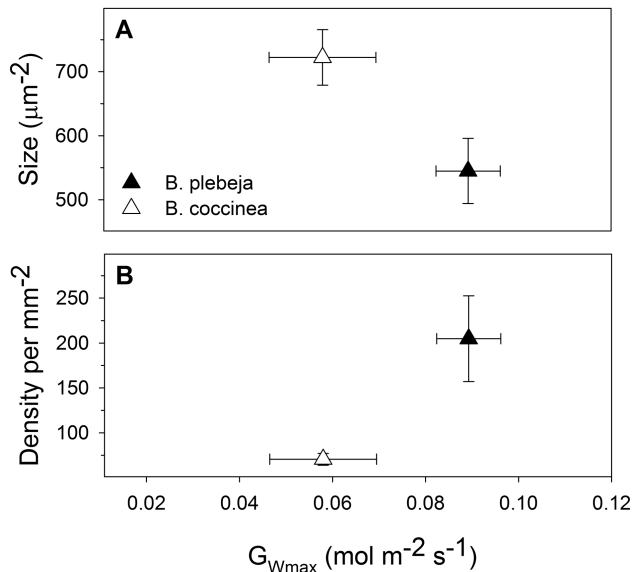 A
Size (μm-2)
700
600
500
B. plebeja
B. coccinea
B
Density per mm-2
250
200
150
100
0.02 0.04 0.06 0.08 0.10 0.12
GWmax (mol m-2 s-1)